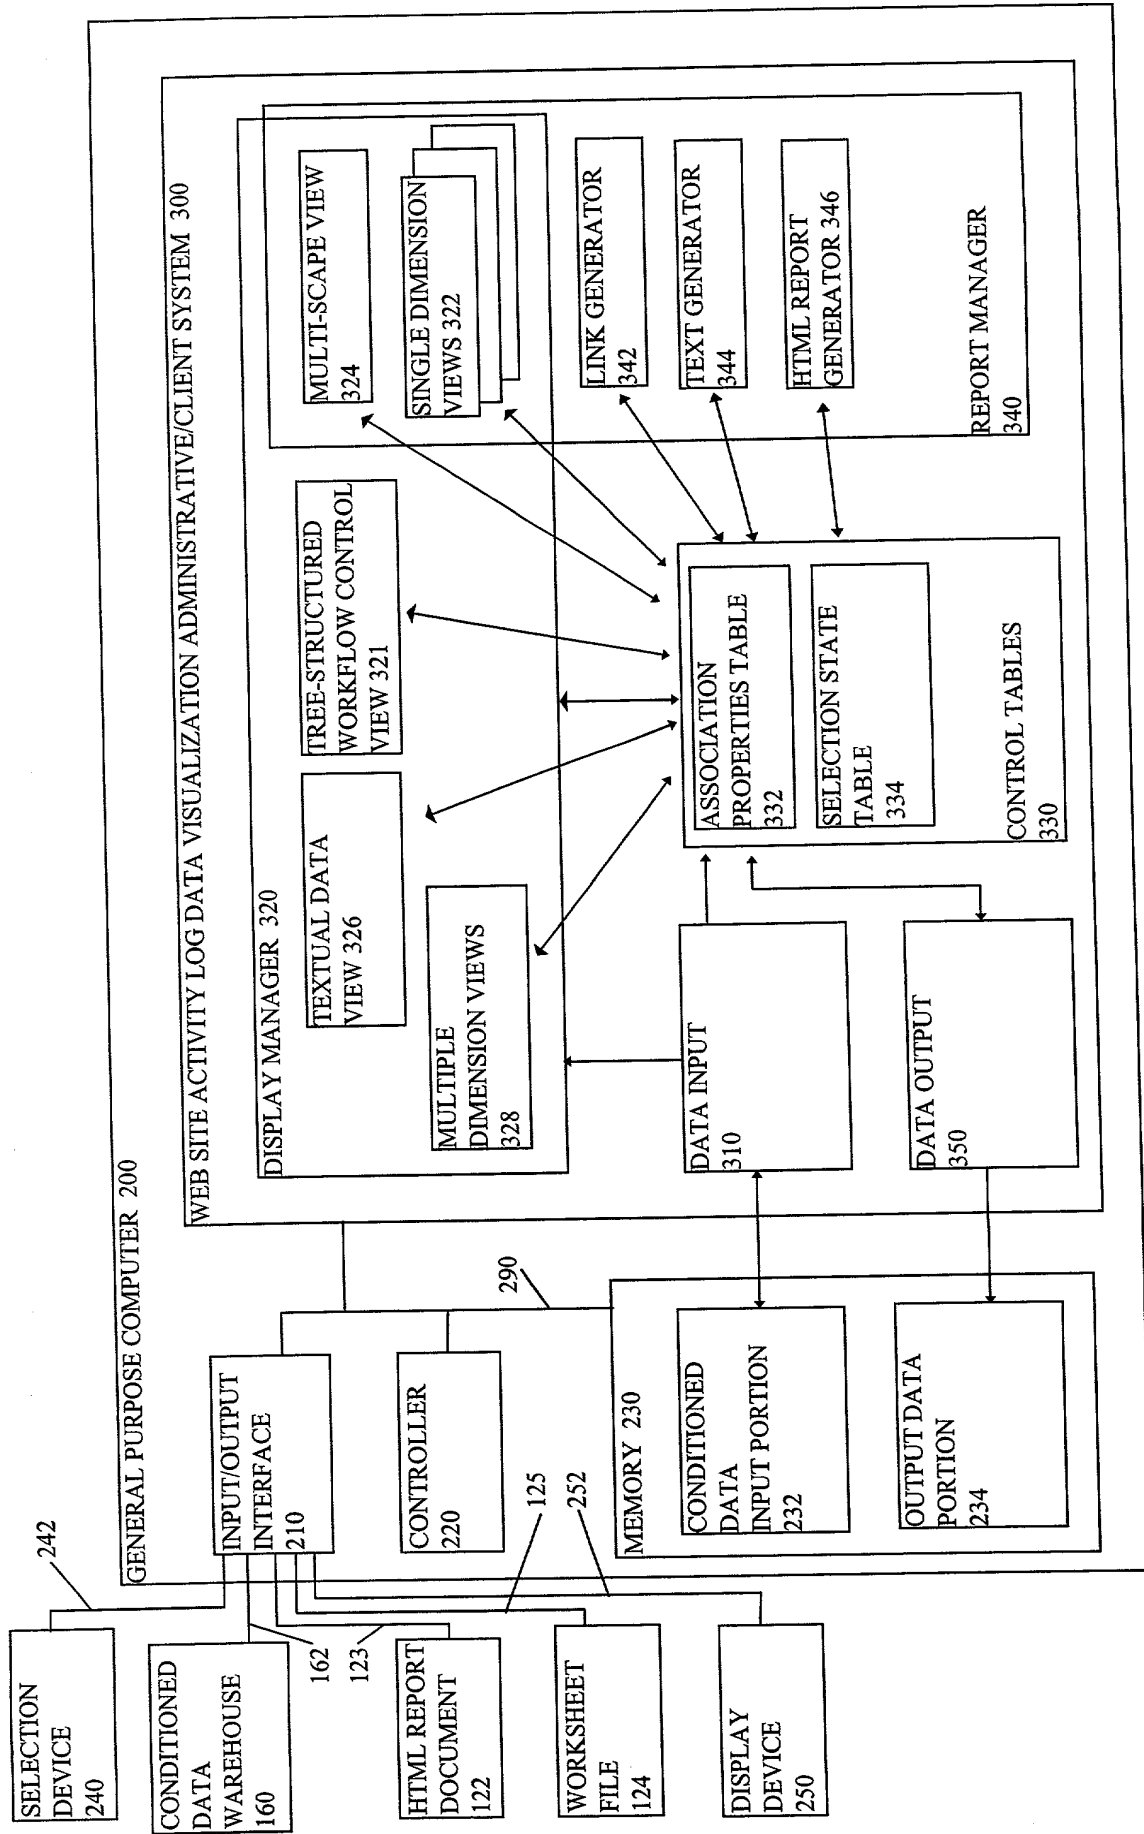 SELECTION
DEVICE
240
242
CONDITIONED
DATA
WAREHOUSE
160
162
123
HTML REPORT
DOCUMENT
122
WORKSHEET
FILE
124
125
252
DISPLAY
DEVICE
250
GENERAL PURPOSE COMPUTER 200
INPUT/OUTPUT
INTERFACE
210
CONTROLLER
220
290
MEMORY 230
CONDITIONED
DATA
INPUT PORTION
232
OUTPUT DATA
PORTION
234
WEB SITE ACTIVITY LOG DATA VISUALIZATION ADMINISTRATIVE/CLIENT SYSTEM 300
DISPLAY MANAGER 320
TEXTUAL DATA
VIEW 326
TREE-STRUCTURED
WORKFLOW CONTROL
VIEW 321
MULTI-SCAPE VIEW
324
SINGLE DIMENSION
VIEWS 322
MULTIPLE
DIMENSION VIEWS
328
LINK GENERATOR
342
TEXT GENERATOR
344
HTML REPORT
GENERATOR 346
REPORT MANAGER
340
DATA INPUT
310
ASSOCIATION
PROPERTIES TABLE
332
SELECTION STATE
TABLE
334
CONTROL TABLES
330
DATA OUTPUT
350